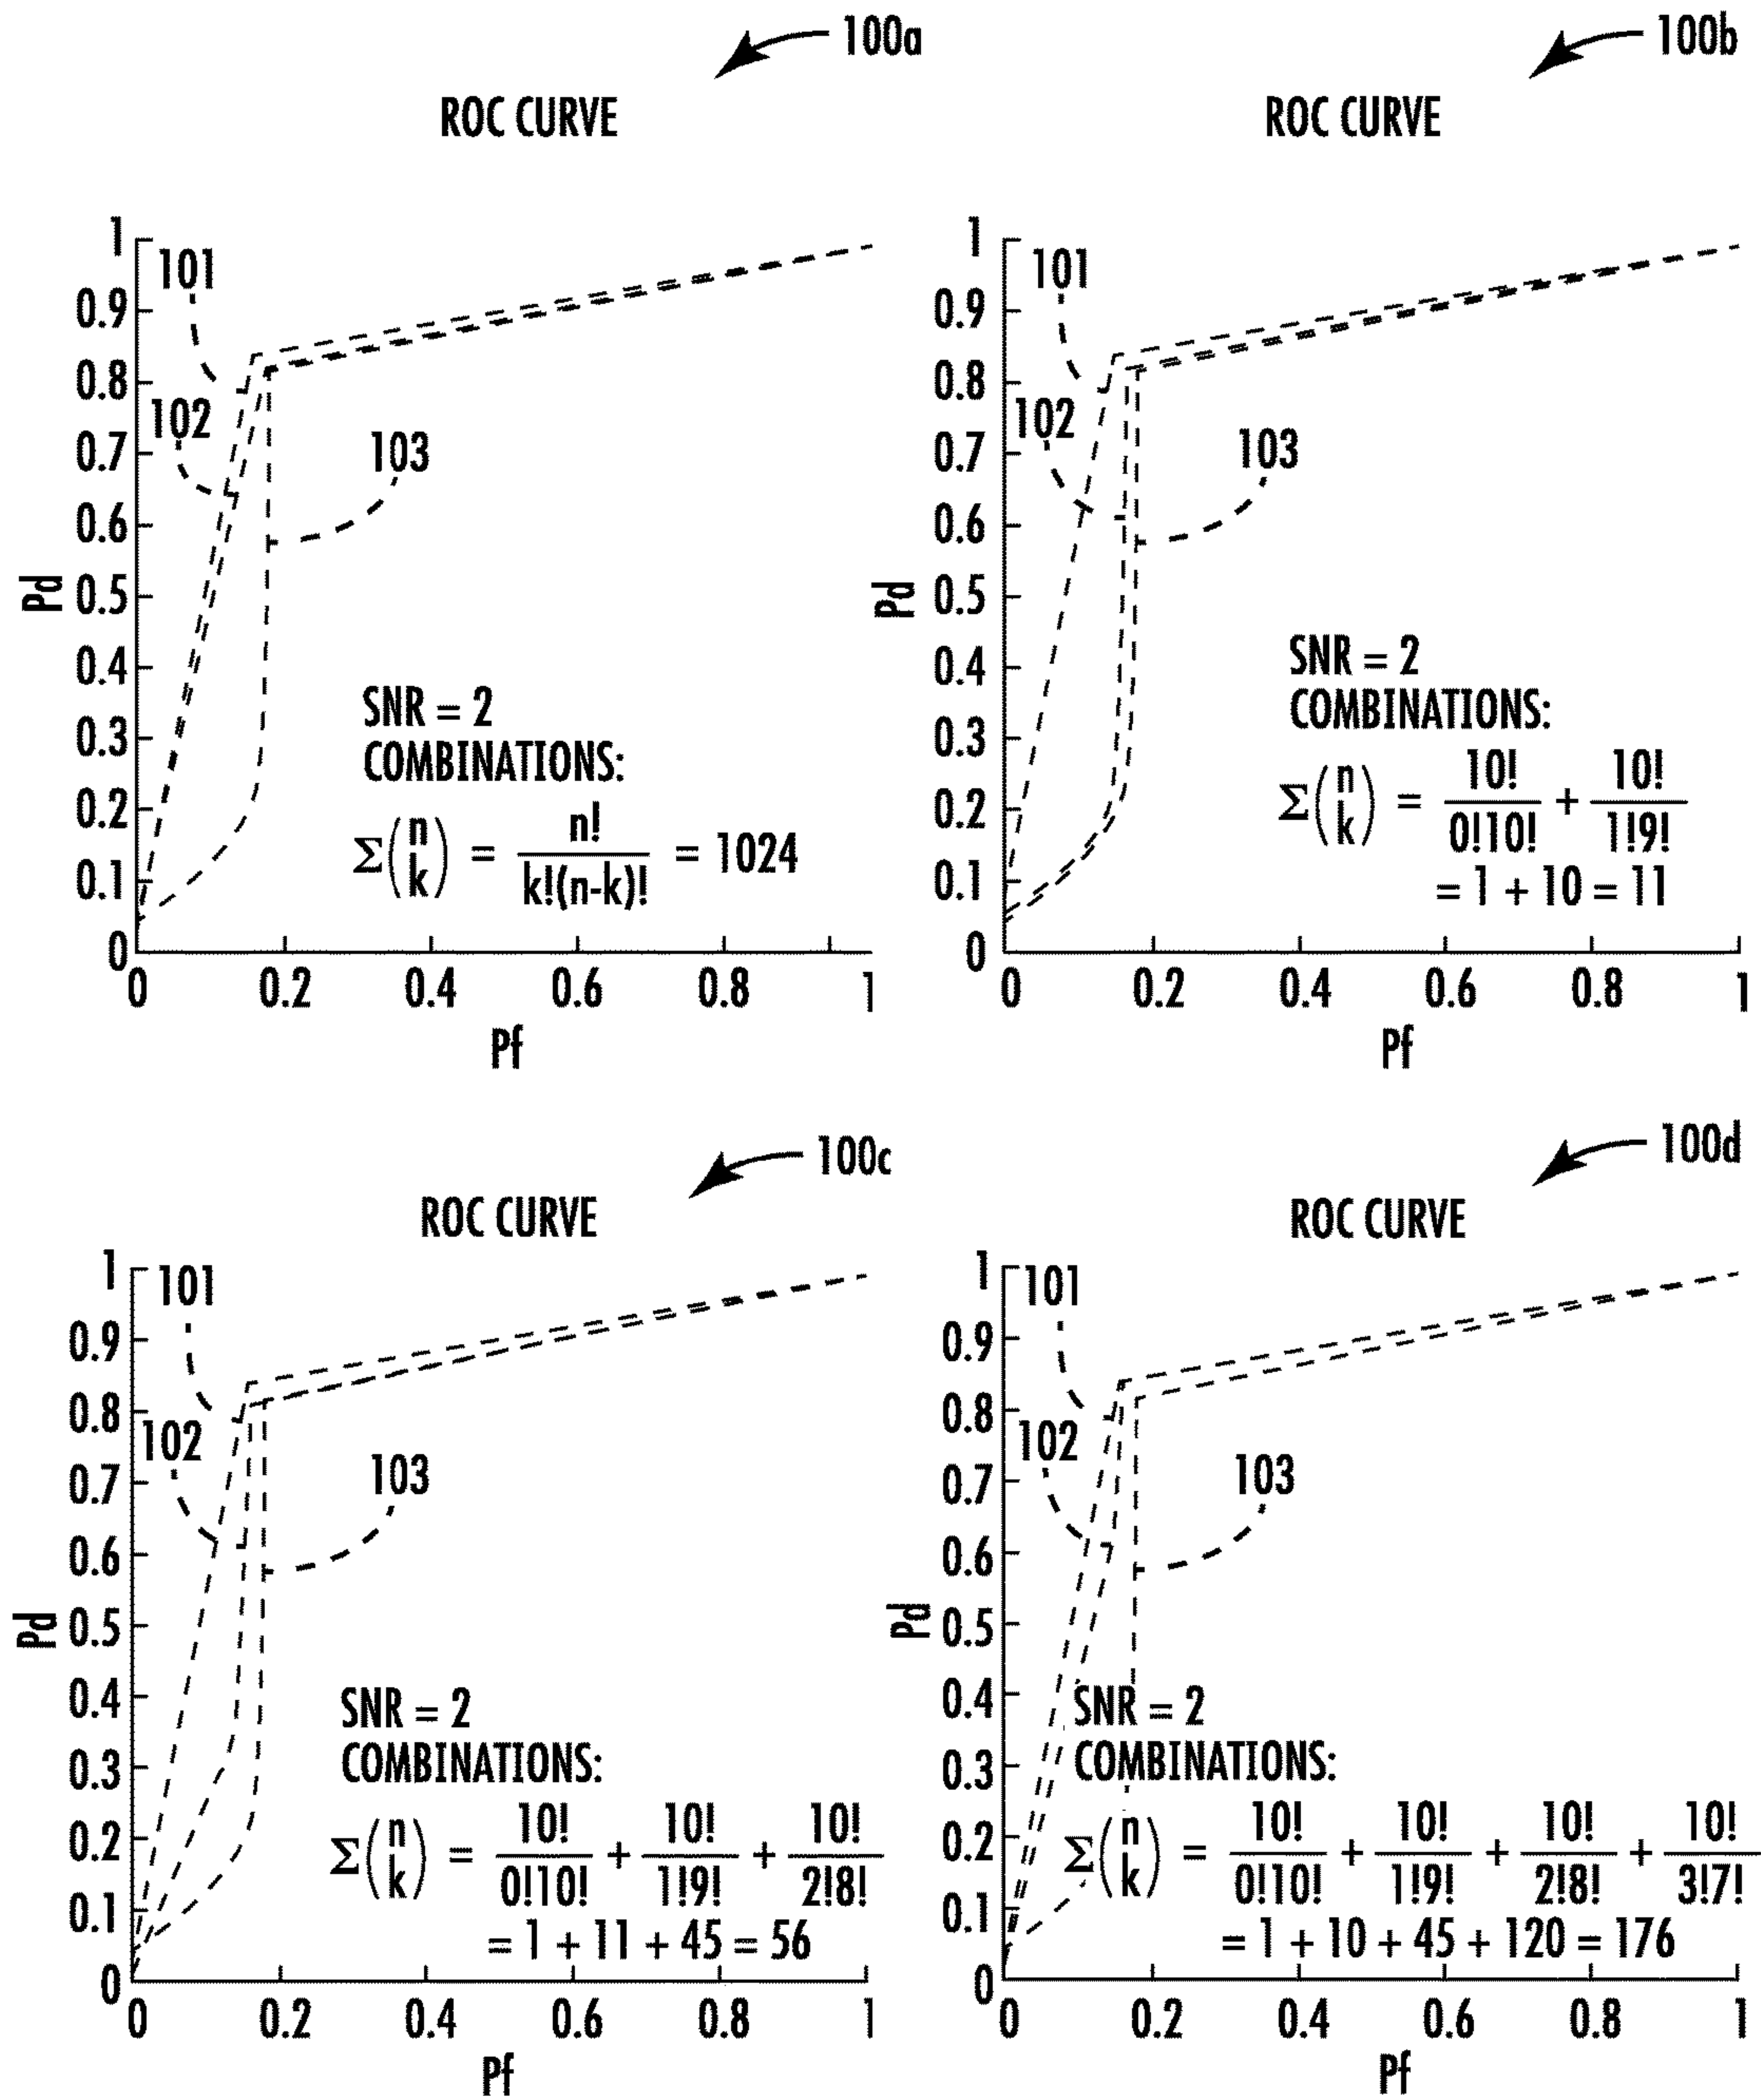 100a
ROC CURVE
1
0.9
0.8
0.7
0.6
0.5
0.4
0.3
0.2
0.1
0
Pd
101
102
103
SNR = 2
COMBINATIONS:
Σ(n k) = n!/k!(n-k)! = 1024
0 0.2 0.4 0.6 0.8 1
Pf
100b
ROC CURVE
1
0.9
0.8
0.7
0.6
0.5
0.4
0.3
0.2
0.1
0
Pd
101
102
103
SNR = 2
COMBINATIONS:
Σ(n k) = 10!/0!10! + 10!/1!9!
= 1 + 10 = 11
0 0.2 0.4 0.6 0.8 1
Pf
100c
ROC CURVE
1
0.9
0.8
0.7
0.6
0.5
0.4
0.3
0.2
0.1
0
Pd
101
102
103
SNR = 2
COMBINATIONS:
Σ(n k) = 10!/0!10! + 10!/1!9! + 10!/2!8!
= 1 + 11 + 45 = 56
0 0.2 0.4 0.6 0.8 1
Pf
100d
ROC CURVE
1
0.9
0.8
0.7
0.6
0.5
0.4
0.3
0.2
0.1
0
Pd
101
102
103
SNR = 2
COMBINATIONS:
Σ(n k) = 10!/0!10! + 10!/1!9! + 10!/2!8! + 10!/3!7!
= 1 + 10 + 45 + 120 = 176
0 0.2 0.4 0.6 0.8 1
Pf